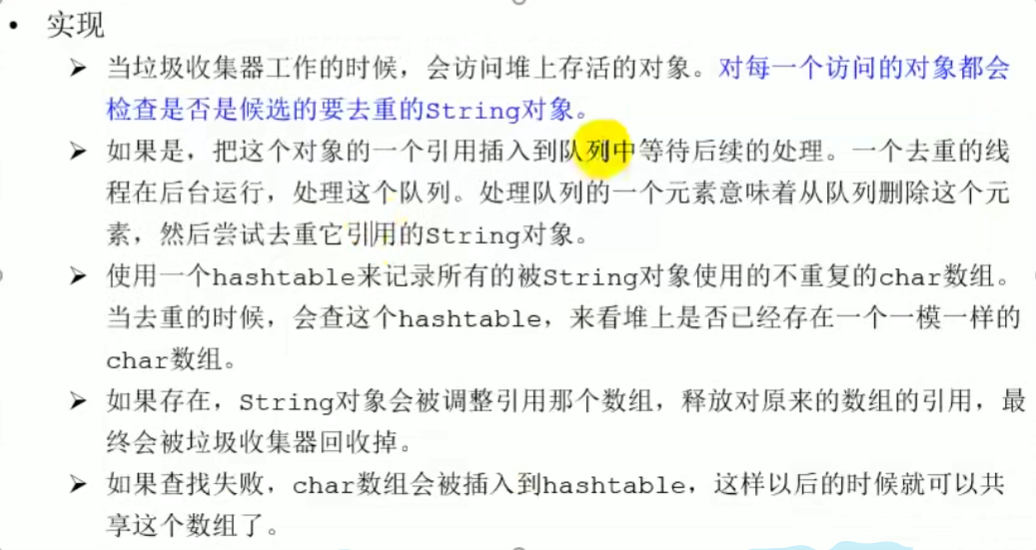 • 实现
➤ 当垃圾收集器工作的时候，会访问堆上存活的对象。对每一个访问的对象都会
检查是否是候选的要去重的String对象。
➤ 如果是，把这个对象的一个引用插入到队列中等待后续的处理。一个去重的线
程在后台运行，处理这个队列。处理队列的一个元素意味着从队列删除这个元
素，然后尝试去重它引用的String对象。
➤ 使用一个hashtable来记录所有的被String对象使用的不重复的char数组。
当去重的时候，会查这个hashtable，来看堆上是否已经存在一个一模一样的
char数组。
➤ 如果存在，String对象会被调整引用那个数组，释放对原来的数组的引用，最
终会被垃圾收集器回收掉。
➤ 如果查找失败，char数组会被插入到hashtable，这样以后的时候就可以共
享这个数组了。